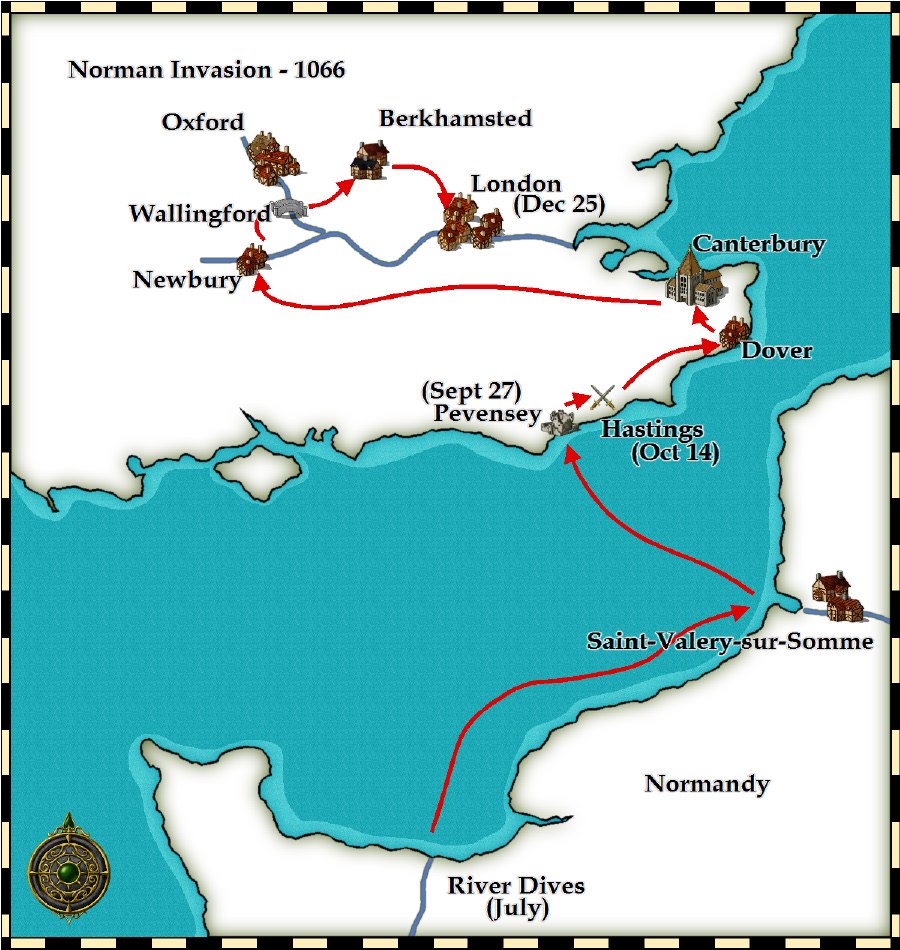 Norman Invasion - 1066
Oxford
Berkhamsted
London
(Dec 25)
Wallingford
Canterbury
Newbury
Dover
(Sept 27)
Pevensey
Hastings
(Oct 14)
Saint-Valery-sur-Somme
Normandy
River Dives
(July)